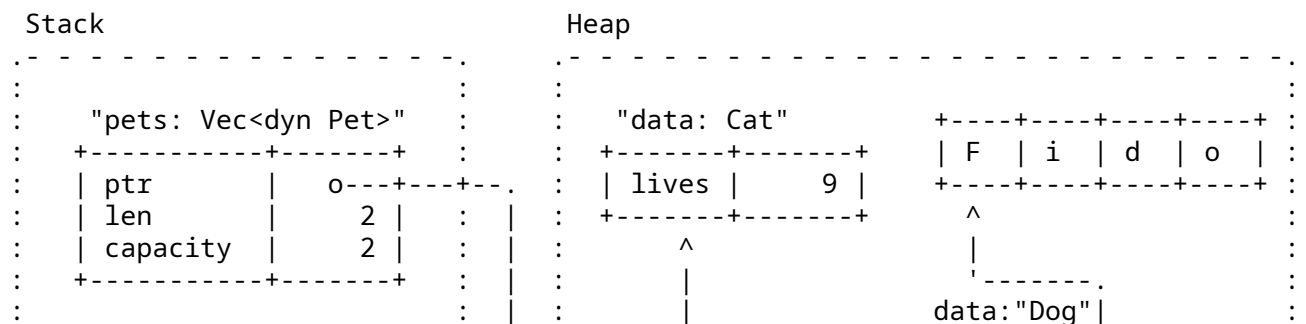 Stack Heap
"pets: Vec<dyn Pet>" "data: Cat"
F i d o
ptr o lives 9
len 2
capacity 2
data:"Dog"